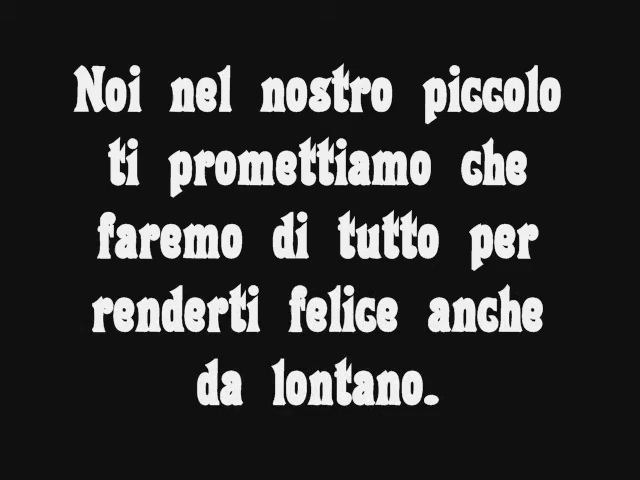 Noi nel nostro piccolo
ti promettiamo che
faremo di tutto per
renderti felice anche
da lontano.